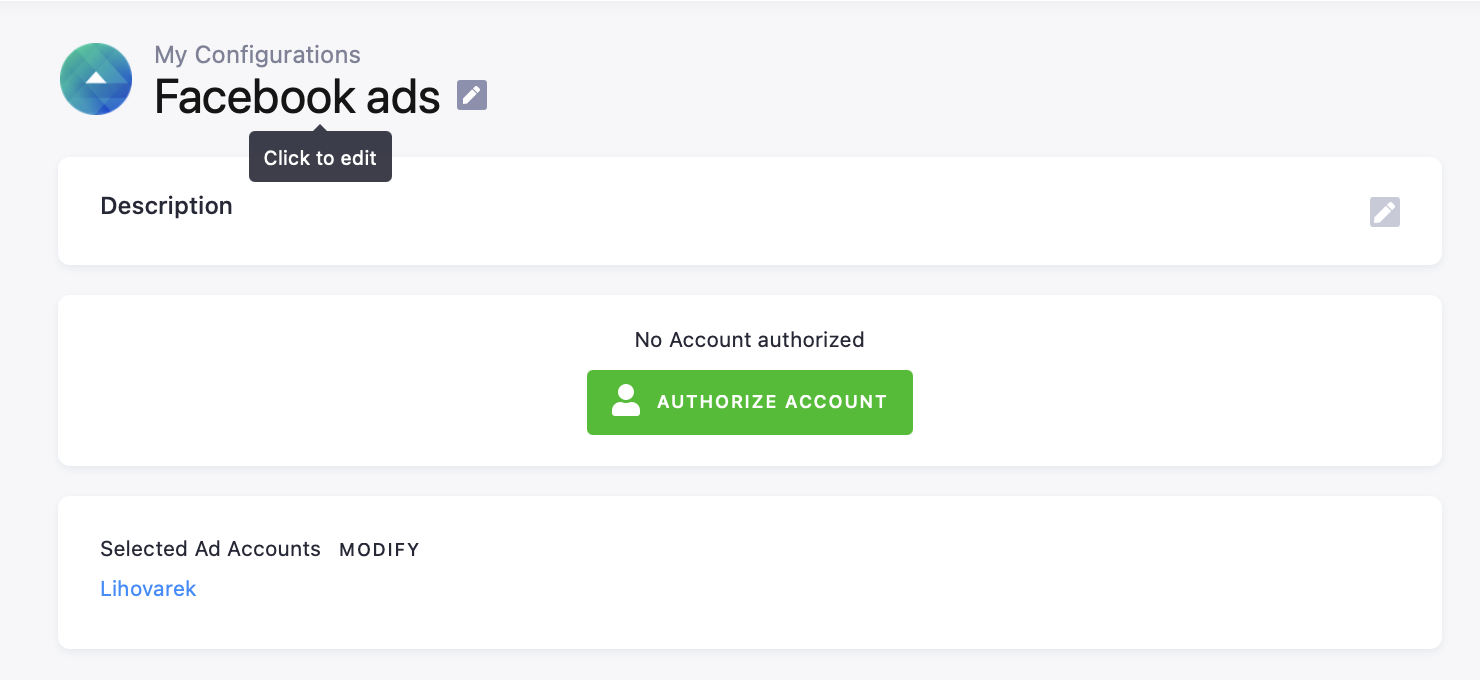 My Configurations
Facebook ads
Click to edit
Description
No Account authorized
AUTHORIZE ACCOUNT
Selected Ad Accounts MODIFY
Lihovarek